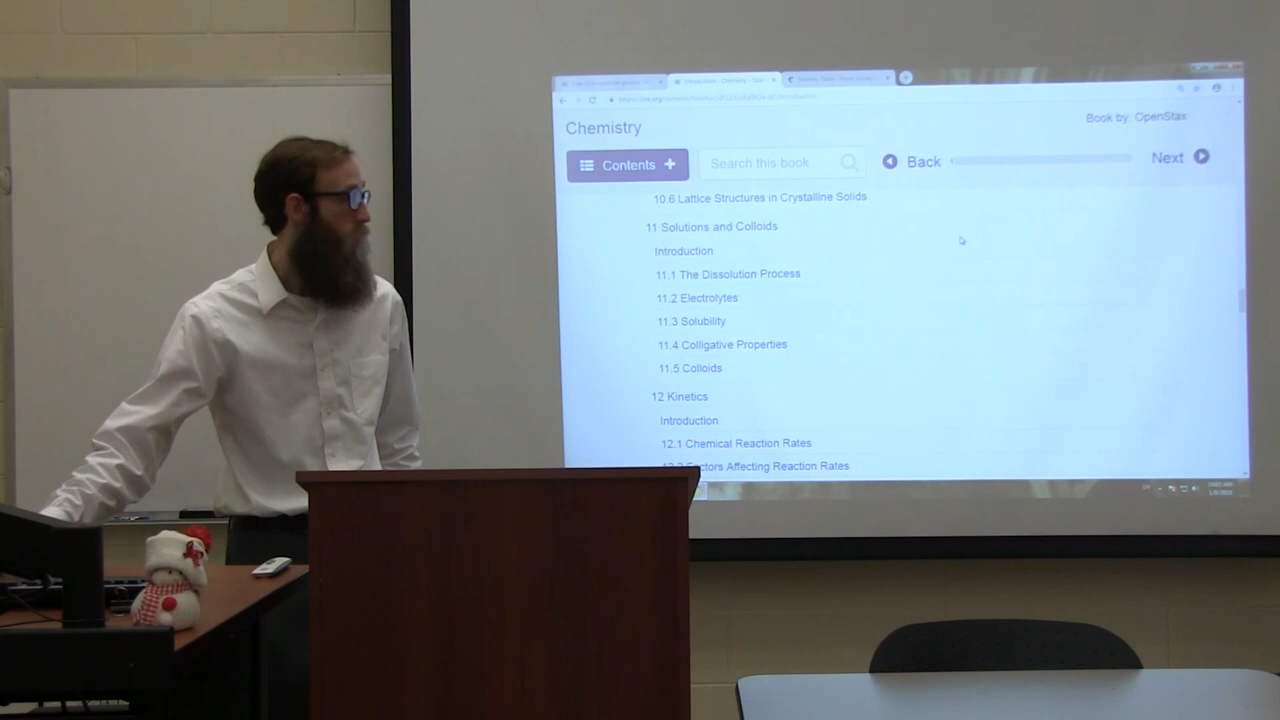 Chemistry
Book by: OpenStax
Contents +
Search this book
Back
Next
10.6 Lattice Structures in Crystalline Solids
11 Solutions and Colloids
Introduction
11.1 The Dissolution Process
11.2 Electrolytes
11.3 Solubility
11.4 Colligative Properties
11.5 Colloids
12 Kinetics
Introduction
12.1 Chemical Reaction Rates
12.2 Factors Affecting Reaction Rates